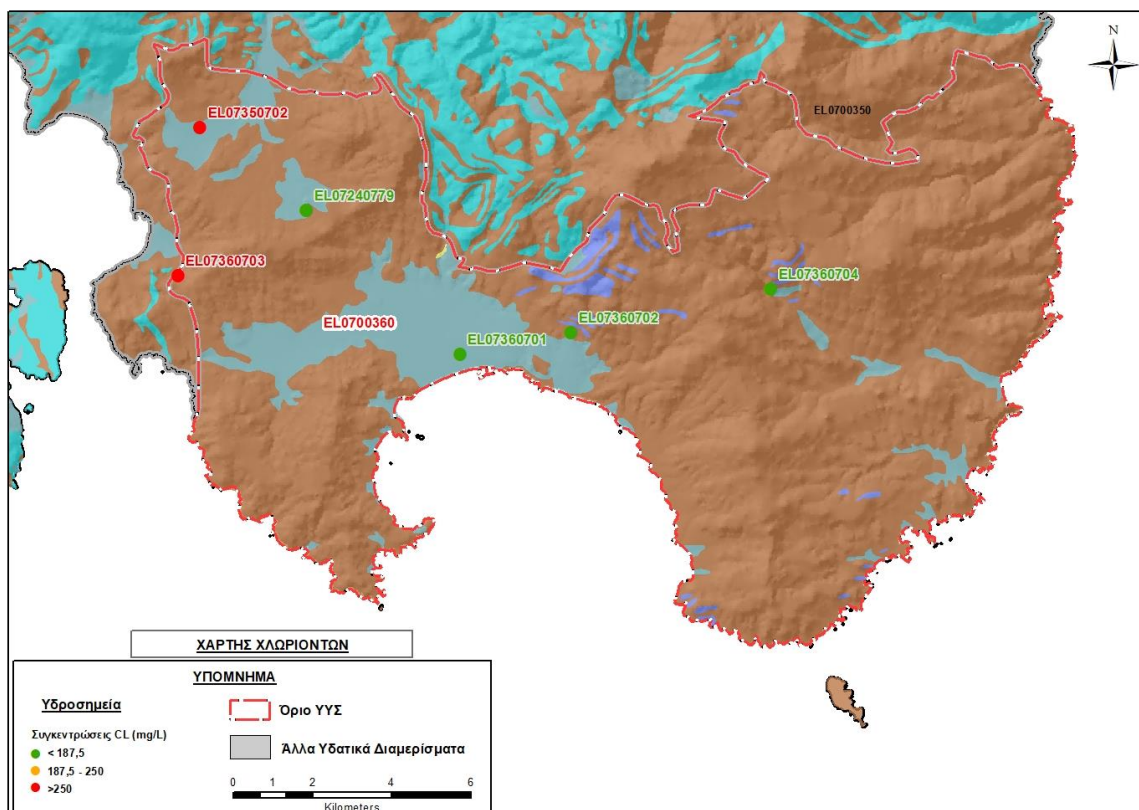 N
EL0700350
EL07350702
EL07240779
EL07360703
EL07360704
EL0700360
EL07360702
EL07360701
ΧΑΡΤΗΣ ΧΛΩΡΙΟΝΤΩΝ
ΥΠΟΜΝΗΜΑ
Υδροσημεία
Συγκεντρώσεις CL (mg/L)
< 187,5
187,5 - 250
>250
Όριο ΥΥΣ
Άλλα Υδατικά Διαμερίσματα
0 1 2 4 6
Kilometers